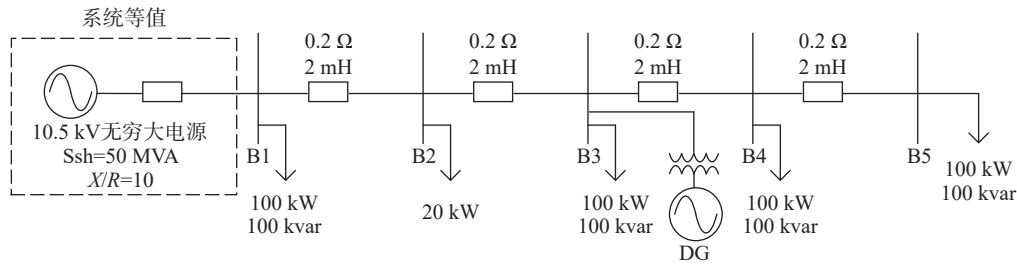 系统等值
10.5 kV无穷大电源
Ssh=50 MVA
X/R=10
B1
100 kW
100 kvar
0.2 Ω
2 mH
B2
20 kW
0.2 Ω
2 mH
B3
100 kW
100 kvar
DG
0.2 Ω
2 mH
B4
100 kW
100 kvar
0.2 Ω
2 mH
B5
100 kW
100 kvar